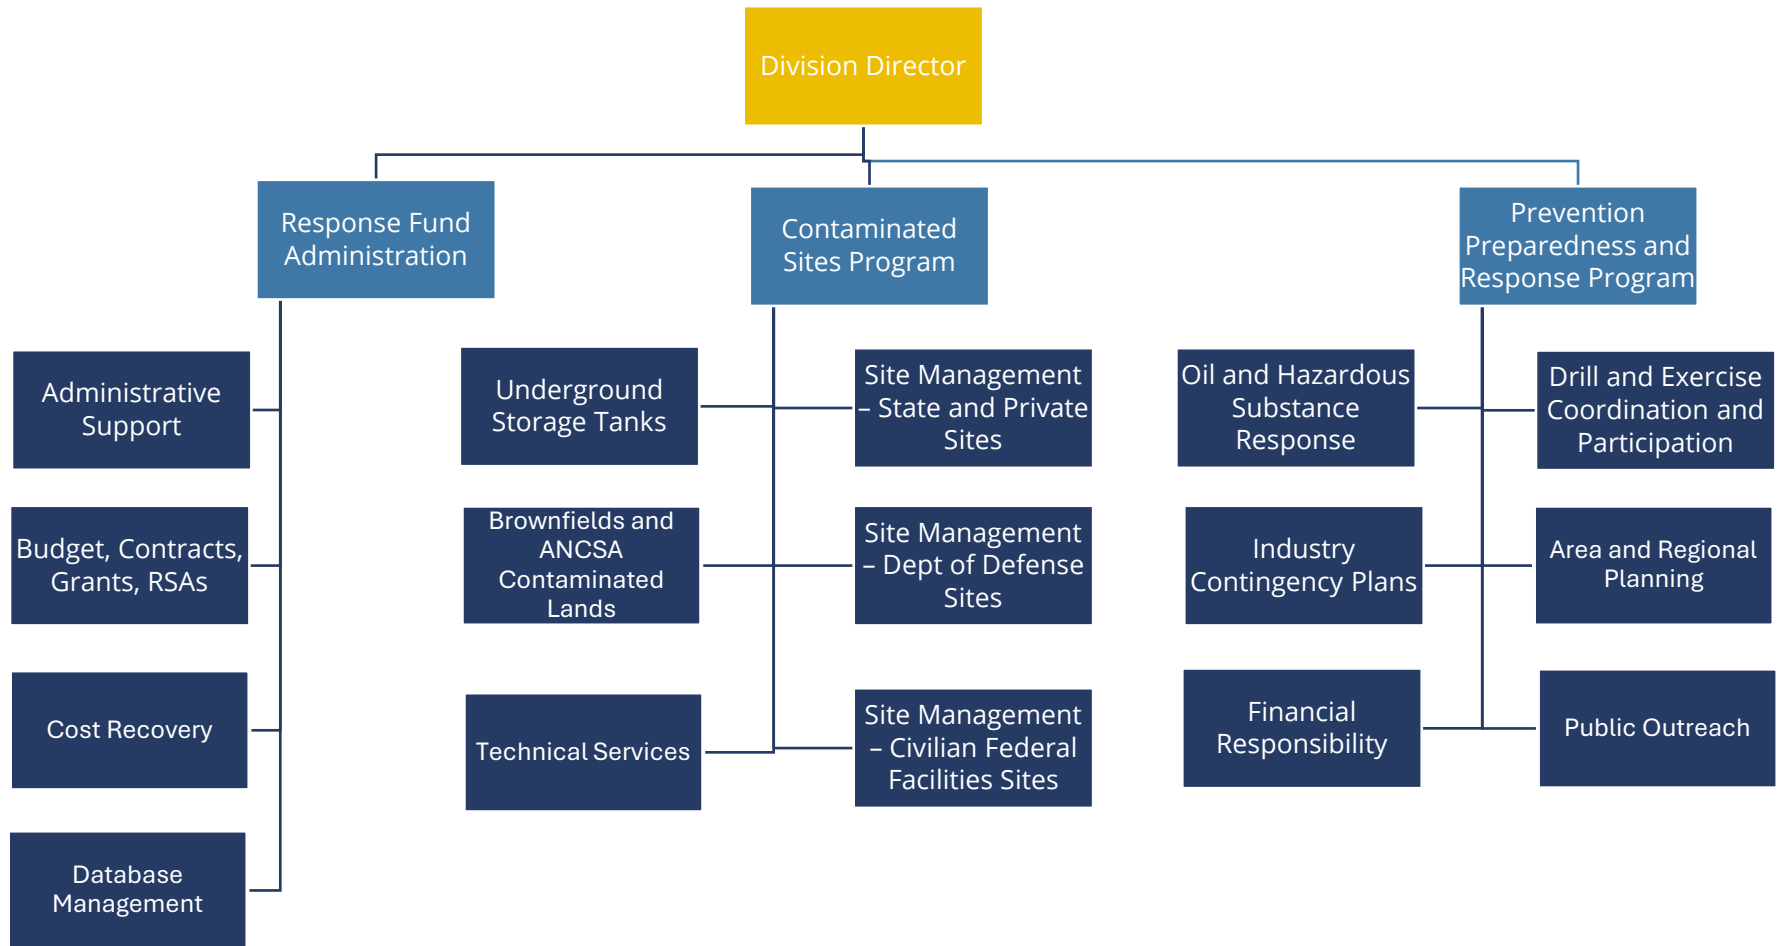 Division Director
Response Fund
Administration
Contaminated
Sites Program
Prevention
Preparedness and
Response Program
Administrative
Support
Budget, Contracts,
Grants, RSAs
Cost Recovery
Database
Management
Underground
Storage Tanks
Brownfields and
ANCSA
Contaminated
Lands
Technical Services
Site Management
– State and Private
Sites
Site Management
– Dept of Defense
Sites
Site Management
– Civilian Federal
Facilities Sites
Oil and Hazardous
Substance
Response
Industry
Contingency Plans
Financial
Responsibility
Drill and Exercise
Coordination and
Participation
Area and Regional
Planning
Public Outreach